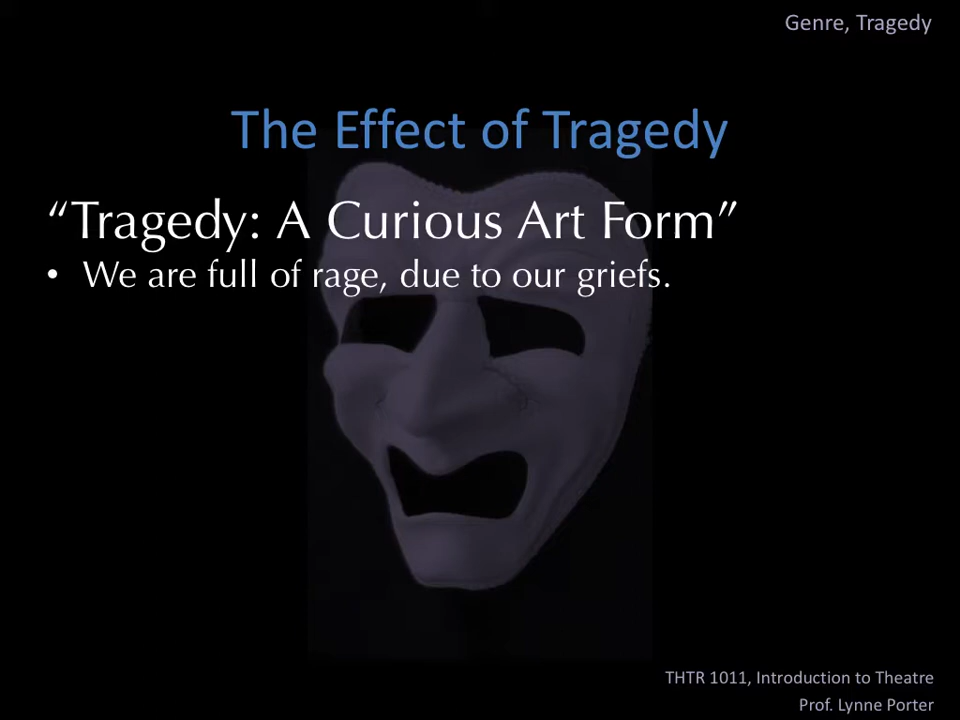 Genre, Tragedy
The Effect of Tragedy
“Tragedy: A Curious Art Form”
• We are full of rage, due to our griefs.
THTR 1011, Introduction to Theatre
Prof. Lynne Porter